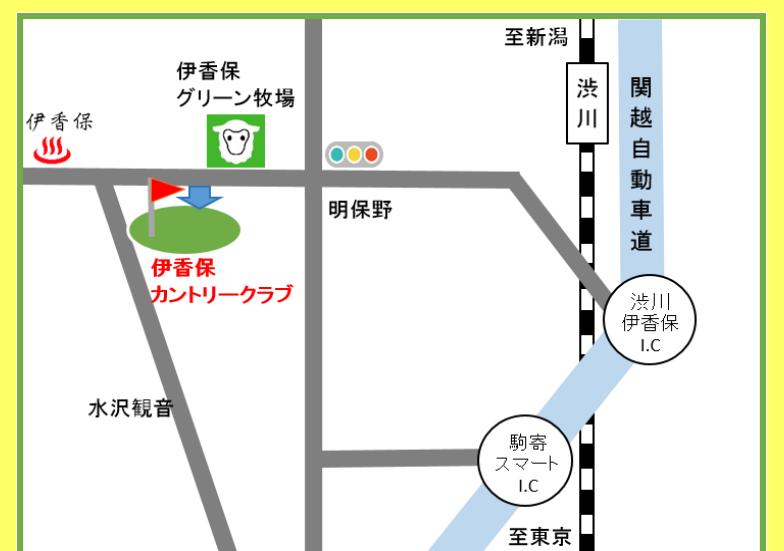 至新潟
伊香保
グリーン牧場
伊香保
渋川
関越自動車道
明保野
伊香保
カントリークラブ
渋川
伊香保
I.C
水沢観音
駒寄
スマート
I.C
至東京